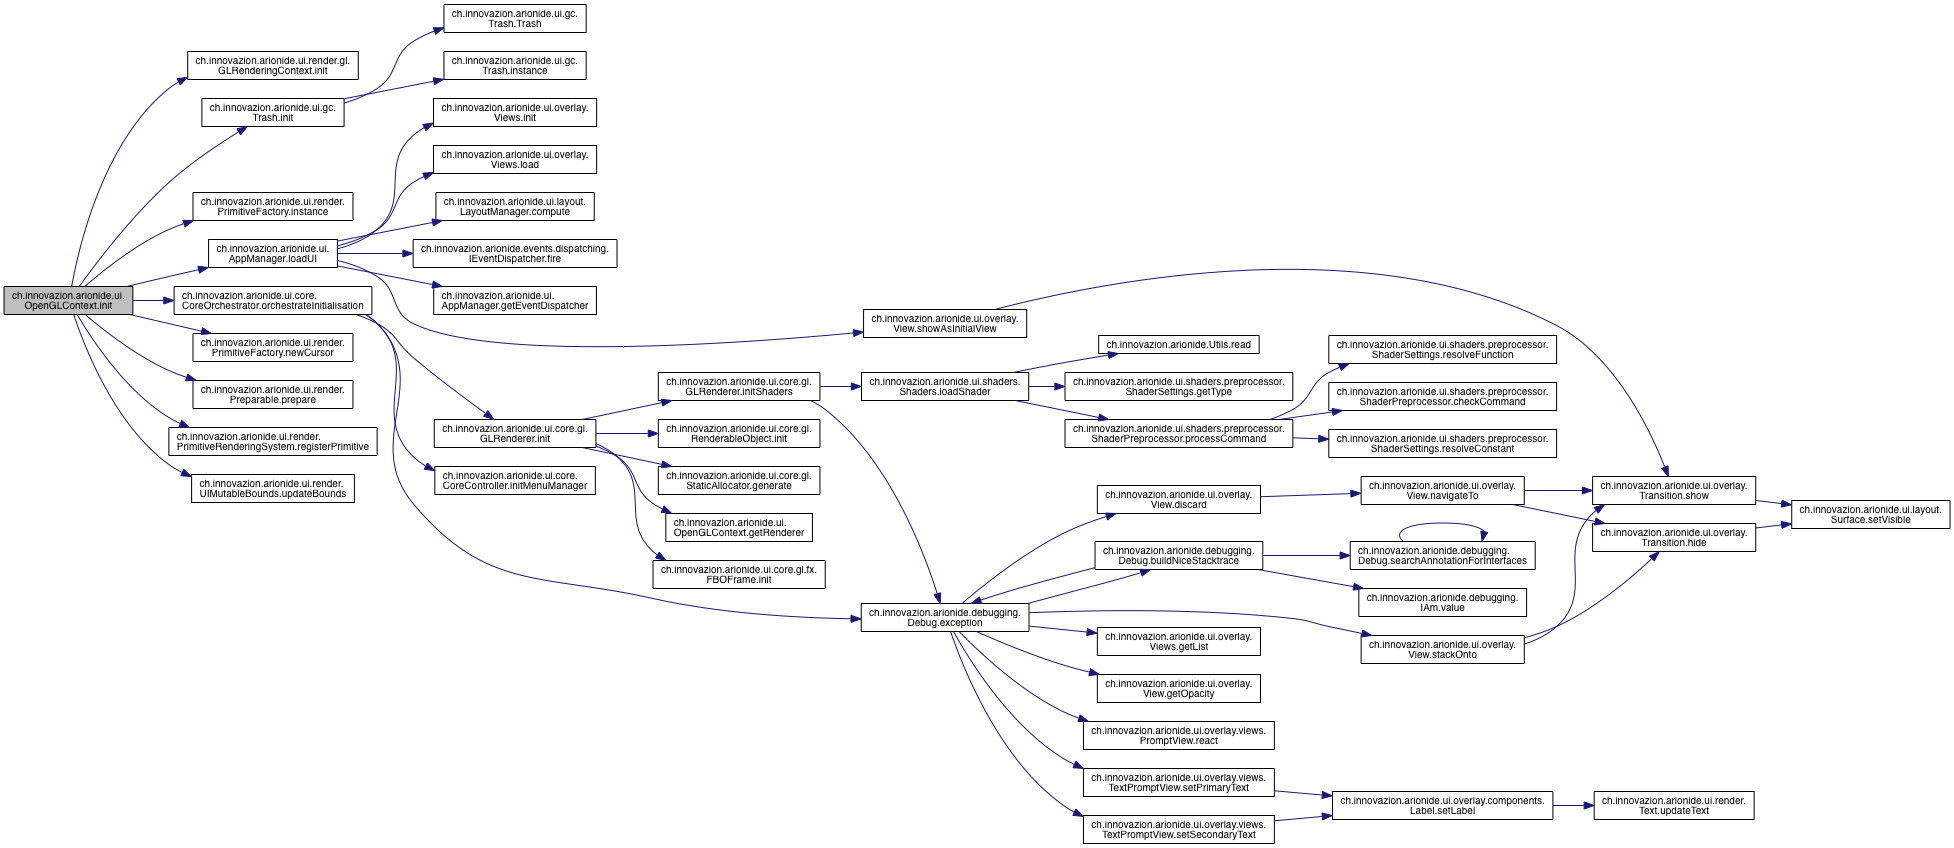 ch.innovazion.arionide.ui.
OpenGLContext.init
ch.innovazion.arionide.ui.render.gl.
GLRenderingContext.init
ch.innovazion.arionide.ui.gc.
Trash.init
ch.innovazion.arionide.ui.render.
PrimitiveFactory.instance
ch.innovazion.arionide.ui.
AppManager.loadUI
ch.innovazion.arionide.ui.core.
CoreOrchestrator.orchestrateInitialisation
ch.innovazion.arionide.ui.render.
PrimitiveFactory.newCursor
ch.innovazion.arionide.ui.render.
Preparable.prepare
ch.innovazion.arionide.ui.render.
PrimitiveRenderingSystem.registerPrimitive
ch.innovazion.arionide.ui.render.
UIMutableBounds.updateBounds
ch.innovazion.arionide.ui.gc.
Trash.Trash
ch.innovazion.arionide.ui.gc.
Trash.instance
ch.innovazion.arionide.ui.overlay.
Views.init
ch.innovazion.arionide.ui.overlay.
Views.load
ch.innovazion.arionide.ui.layout.
LayoutManager.compute
ch.innovazion.arionide.events.dispatching.
IEventDispatcher.fire
ch.innovazion.arionide.ui.
AppManager.getEventDispatcher
ch.innovazion.arionide.ui.core.gl.
GLRenderer.init
ch.innovazion.arionide.ui.core.
CoreController.initMenuManager
ch.innovazion.arionide.ui.core.gl.
GLRenderer.initShaders
ch.innovazion.arionide.ui.core.gl.
RenderableObject.init
ch.innovazion.arionide.ui.core.gl.
StaticAllocator.generate
ch.innovazion.arionide.ui.
OpenGLContext.getRenderer
ch.innovazion.arionide.ui.core.gl.fx.
FBOFrame.init
ch.innovazion.arionide.ui.overlay.
View.showAsInitialView
ch.innovazion.arionide.ui.shaders.
Shaders.loadShader
ch.innovazion.arionide.debugging.
Debug.exception
ch.innovazion.arionide.Utils.read
ch.innovazion.arionide.ui.shaders.preprocessor.
ShaderSettings.getType
ch.innovazion.arionide.ui.shaders.preprocessor.
ShaderPreprocessor.processCommand
ch.innovazion.arionide.ui.overlay.
View.discard
ch.innovazion.arionide.debugging.
Debug.buildNiceStacktrace
ch.innovazion.arionide.ui.overlay.
Views.getList
ch.innovazion.arionide.ui.overlay.
View.getOpacity
ch.innovazion.arionide.ui.overlay.views.
PromptView.react
ch.innovazion.arionide.ui.overlay.views.
TextPromptView.setPrimaryText
ch.innovazion.arionide.ui.overlay.views.
TextPromptView.setSecondaryText
ch.innovazion.arionide.ui.shaders.preprocessor.
ShaderSettings.resolveFunction
ch.innovazion.arionide.ui.shaders.preprocessor.
ShaderPreprocessor.checkCommand
ch.innovazion.arionide.ui.shaders.preprocessor.
ShaderSettings.resolveConstant
ch.innovazion.arionide.ui.overlay.
View.navigateTo
ch.innovazion.arionide.debugging.
Debug.searchAnnotationForInterfaces
ch.innovazion.arionide.debugging.
IAm.value
ch.innovazion.arionide.ui.overlay.
View.stackOnto
ch.innovazion.arionide.ui.overlay.components.
Label.setLabel
ch.innovazion.arionide.ui.overlay.
Transition.show
ch.innovazion.arionide.ui.overlay.
Transition.hide
ch.innovazion.arionide.ui.render.
Text.updateText
ch.innovazion.arionide.ui.layout.
Surface.setVisible